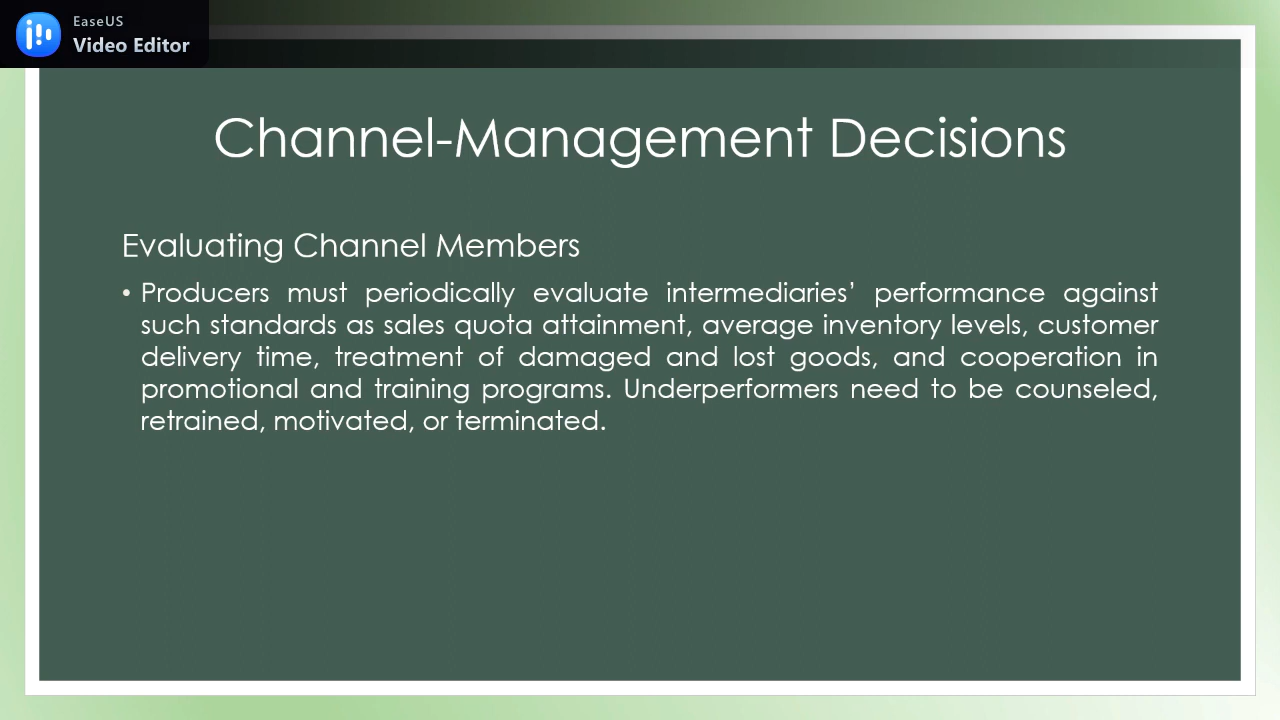 EaseUS
Video Editor
Channel-Management Decisions
Evaluating Channel Members
• Producers must periodically evaluate intermediaries’ performance against
such standards as sales quota attainment, average inventory levels, customer
delivery time, treatment of damaged and lost goods, and cooperation in
promotional and training programs. Underperformers need to be counseled,
retrained, motivated, or terminated.